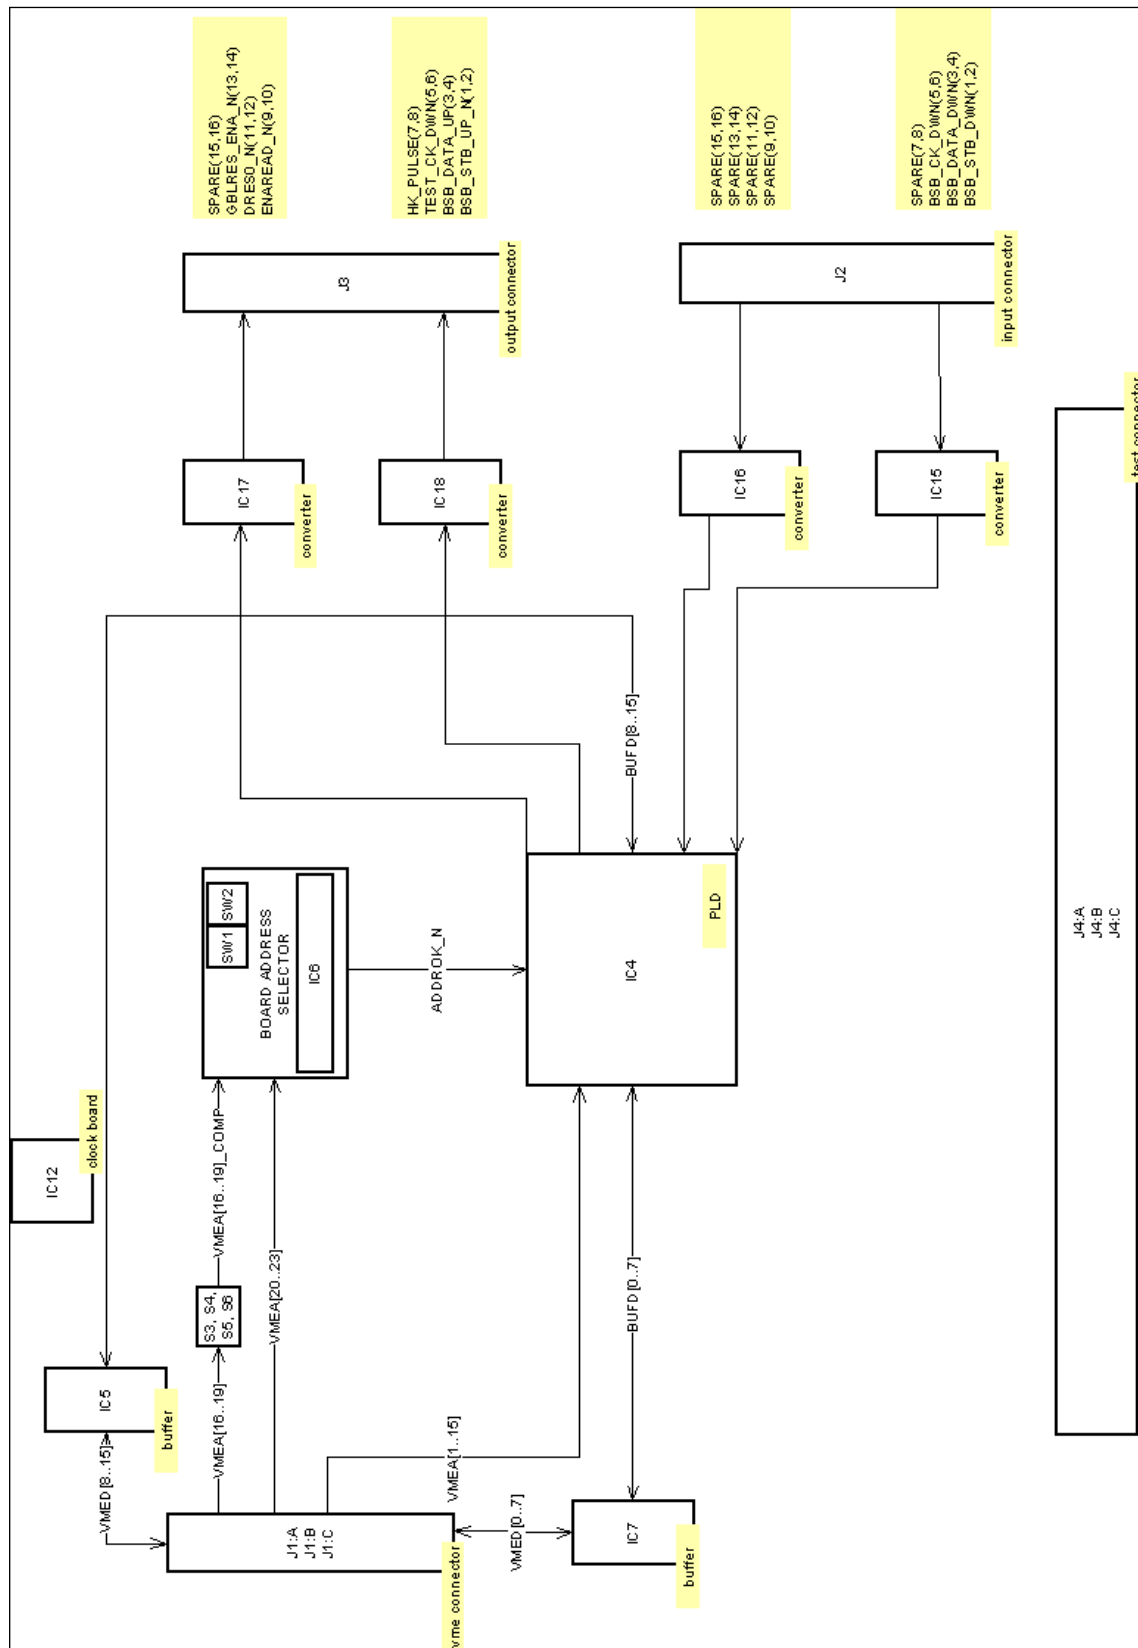 SPARE(15,16)
GBLRES_ENA_N(13,14)
DRES0_N(11,12)
ENAREAD_N(9,10)
HK_PULSE(7,8)
TEST_CK_DWN(5,6)
BSB_DATA_UP(3,4)
BSB_STB_UP_N(1,2)
SPARE(15,16)
SPARE(13,14)
SPARE(11,12)
SPARE(9,10)
SPARE(7,8)
BSB_CK_DWN(5,6)
BSB_DATA_DWN(3,4)
BSB_STB_DWN(1,2)
J3
output connector
J2
input connector
IC17
converter
IC18
converter
IC16
converter
IC15
converter
BUFD[8..15]
SW1
SW2
BOARD ADDRESS
SELECTOR
IC6
ADDROK_N
IC4
PLD
J4:A
J4:B
J4:C
test connector
IC12
clock board
VMEA[16..19]_COMP
VMEA[20..23]
S3, S4,
S5, S6
BUFD[0..7]
IC5
buffer
VMED[8..15]
VMEA[16..19]
VMEA[1..15]
J1:A
J1:B
J1:C
vme connector
VMED[0..7]
IC7
buffer